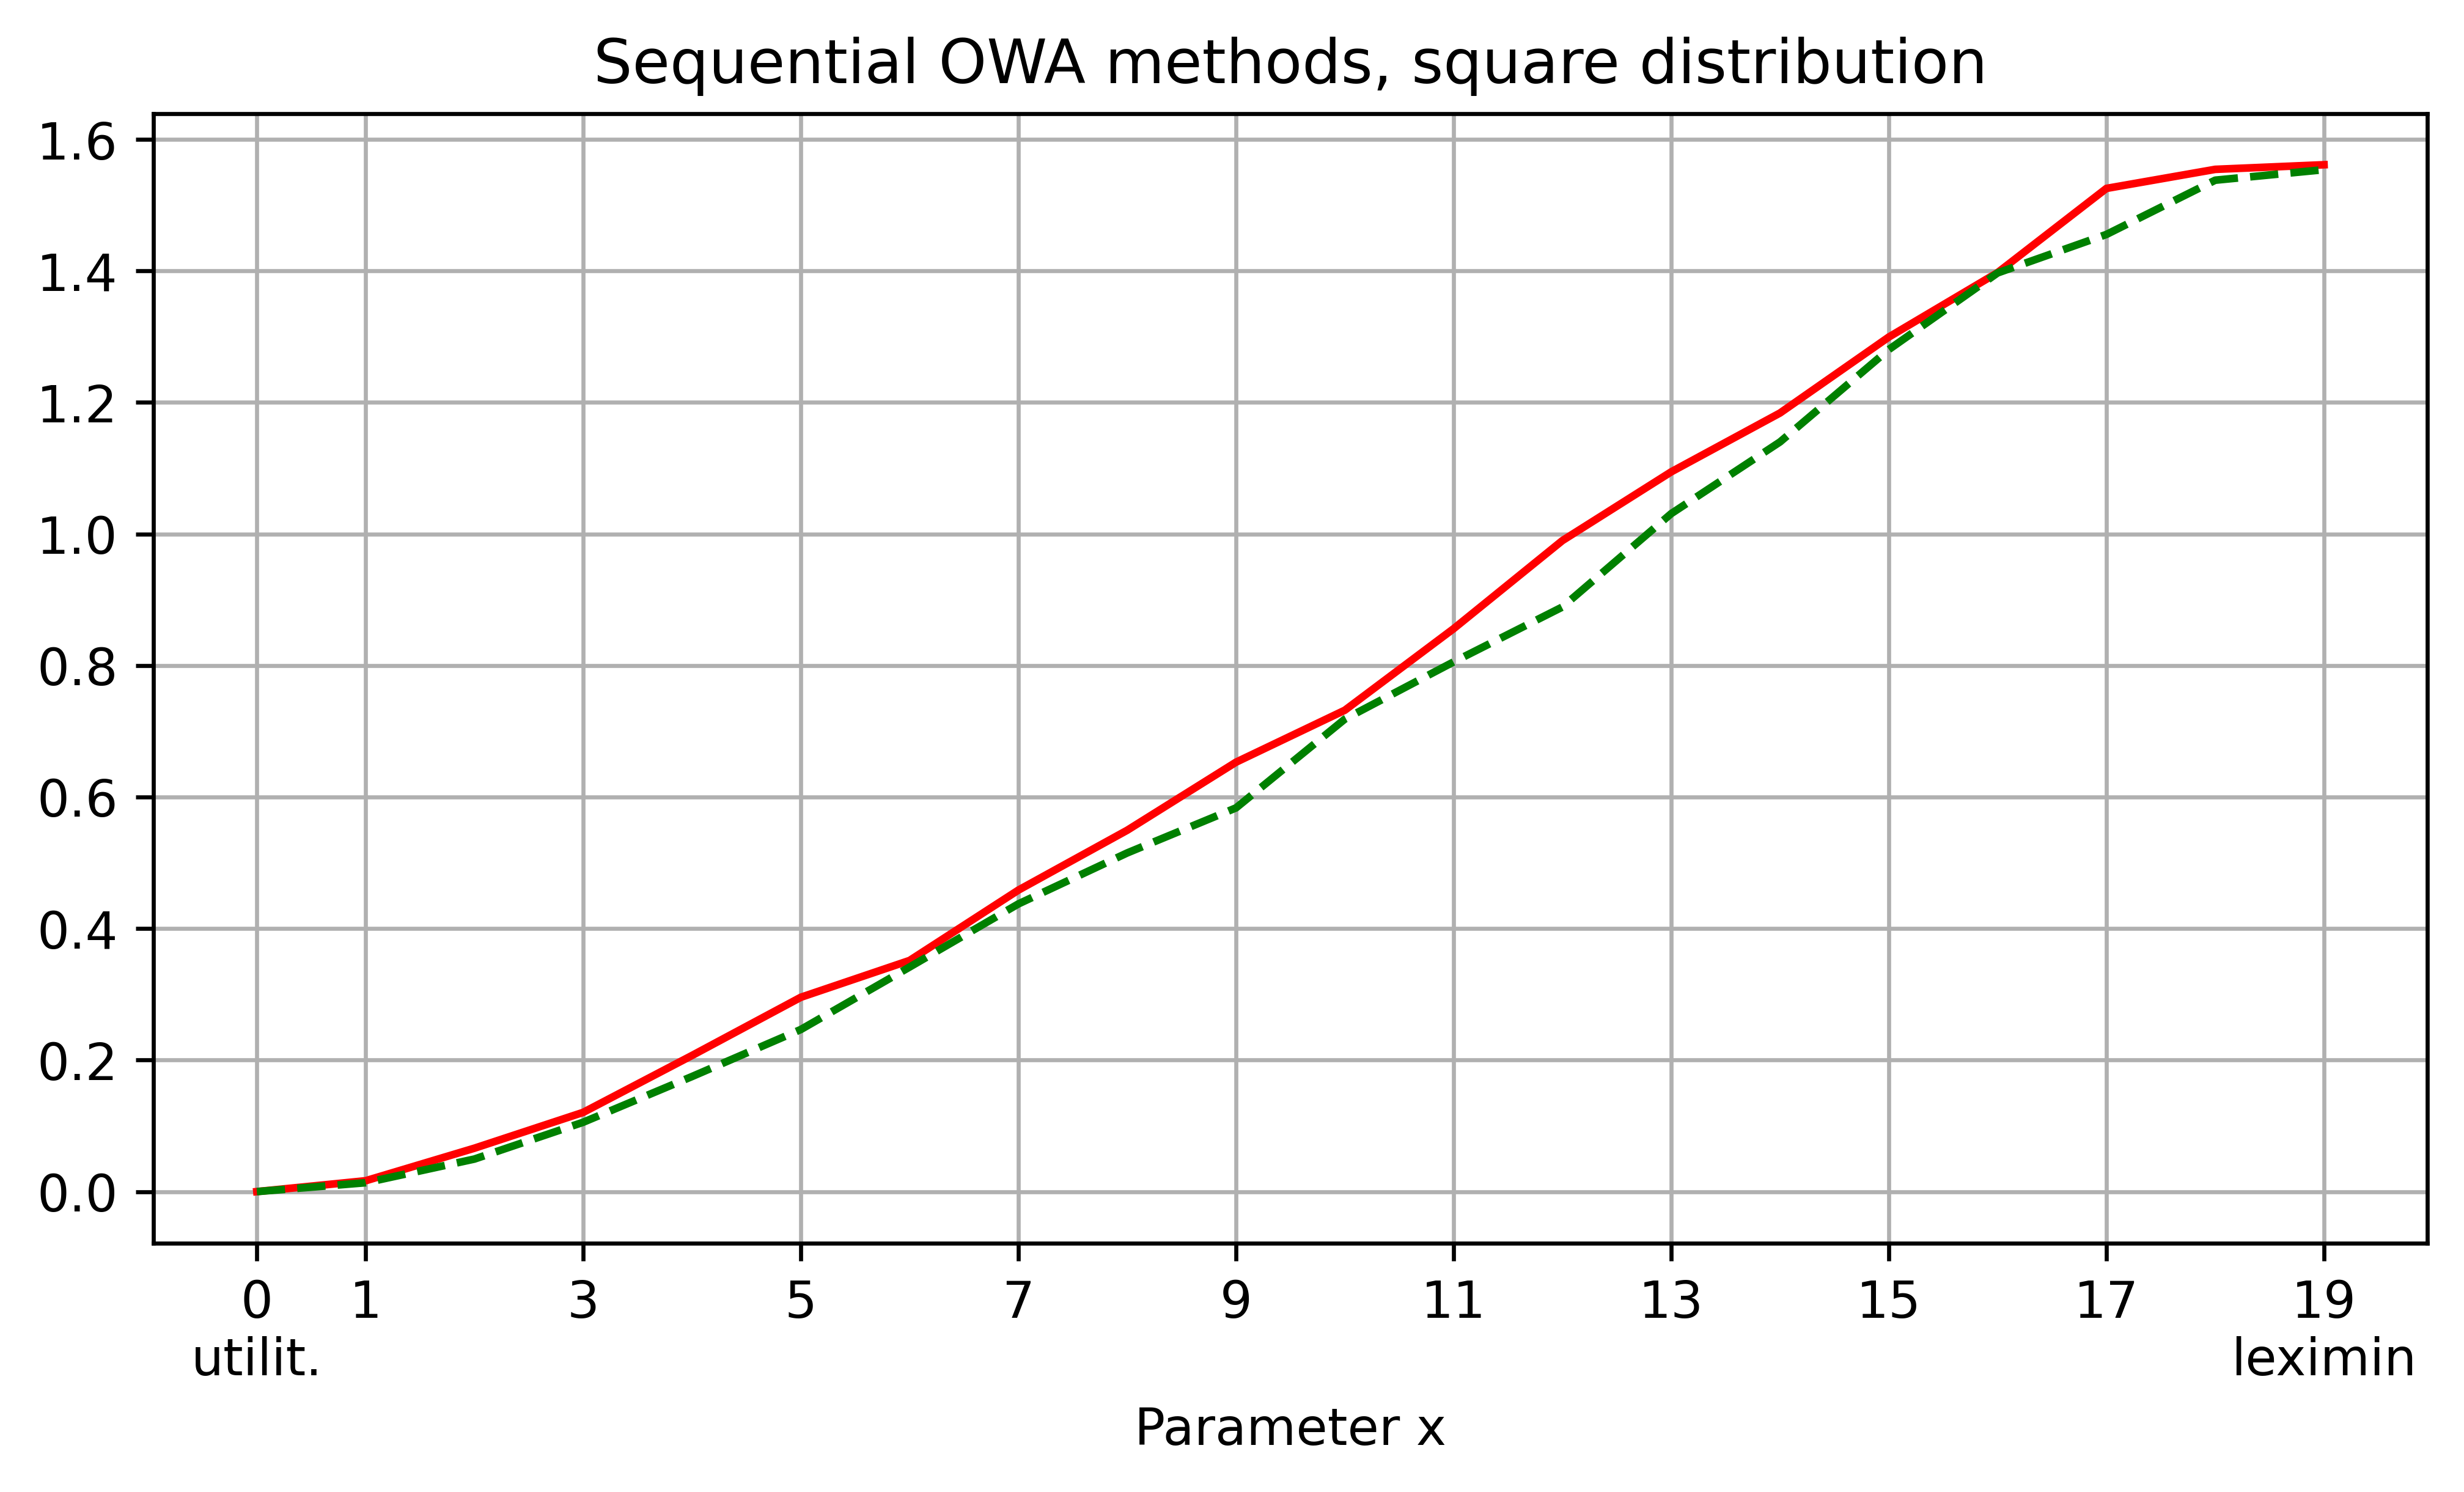 Sequential OWA methods, square distribution
1.6
1.4
1.2
1.0
0.8
0.6
0.4
0.2
0.0
0 1 3 5 7 9 11 13 15 17 19
utilit. leximin
Parameter x